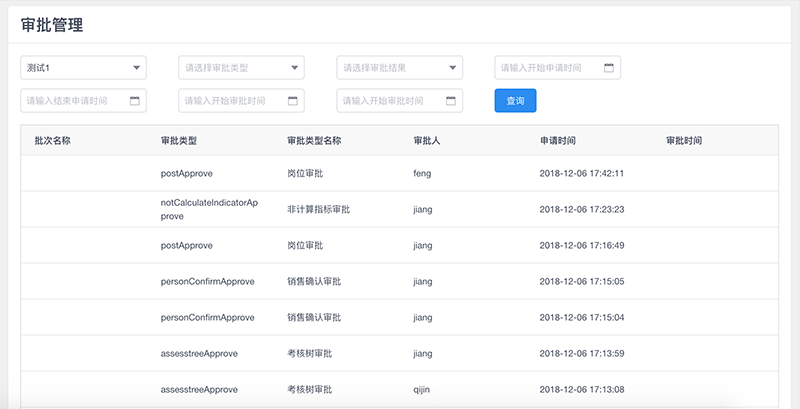 审批管理
测试1 请选择审批类型 请选择审批结果 请输入开始申请时间
请输入结束申请时间 请输入开始审批时间 请输入开始审批时间 查询
批次名称 审批类型 审批类型名称 审批人 申请时间 审批时间
postApprove 岗位审批 feng 2018-12-06 17:42:11
notCalculateIndicatorAp
prove 非计算指标审批 jiang 2018-12-06 17:23:23
postApprove 岗位审批 jiang 2018-12-06 17:16:49
personConfirmApprove 销售确认审批 jiang 2018-12-06 17:15:05
personConfirmApprove 销售确认审批 jiang 2018-12-06 17:15:04
assesstreeApprove 考核树审批 jiang 2018-12-06 17:13:59
assesstreeApprove 考核树审批 qijin 2018-12-06 17:13:08